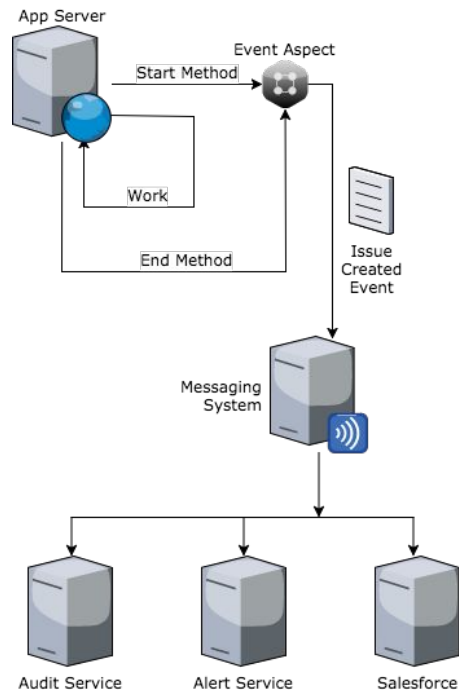 App Server
Event Aspect
Start Method
Work
End Method
Issue
Created
Event
Messaging
System
Audit Service
Alert Service
Salesforce